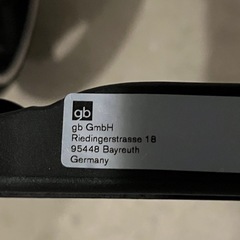 gb
gb GmbH
Riedingerstrasse 18
95448 Bayreuth
Germany